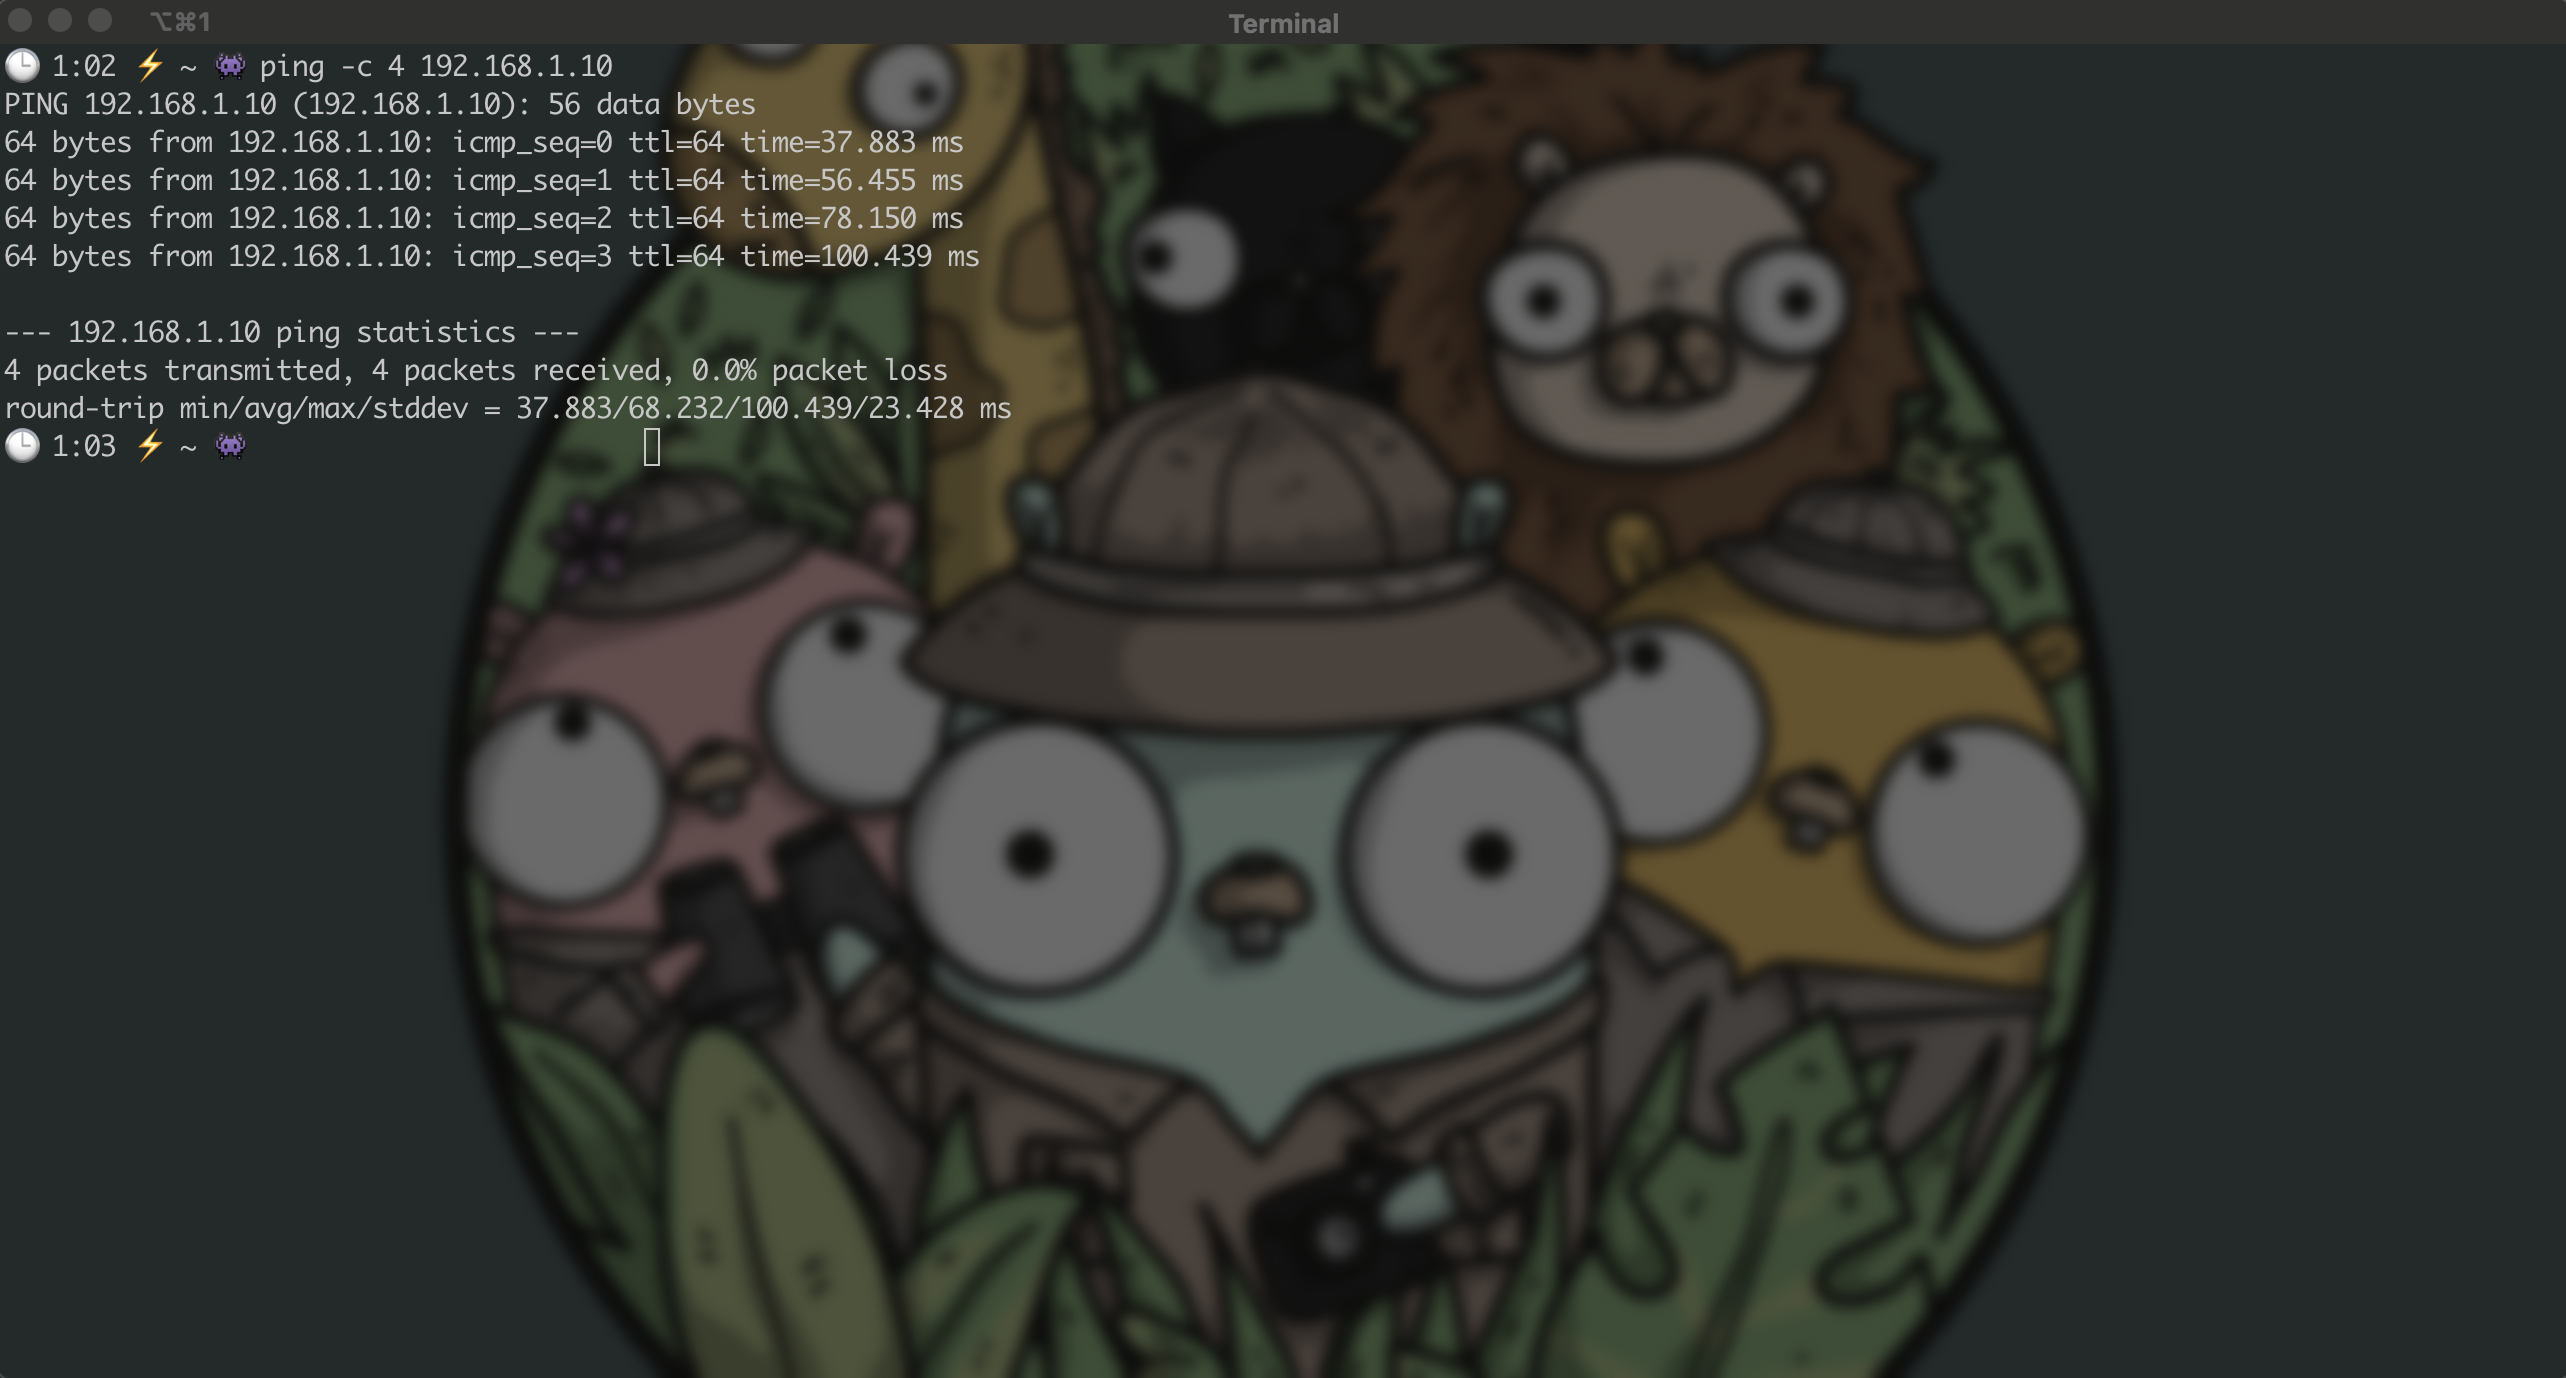 ⌥⌘1
Terminal
🕒 1:02 ⚡ ~ 👾 ping -c 4 192.168.1.10
PING 192.168.1.10 (192.168.1.10): 56 data bytes
64 bytes from 192.168.1.10: icmp_seq=0 ttl=64 time=37.883 ms
64 bytes from 192.168.1.10: icmp_seq=1 ttl=64 time=56.455 ms
64 bytes from 192.168.1.10: icmp_seq=2 ttl=64 time=78.150 ms
64 bytes from 192.168.1.10: icmp_seq=3 ttl=64 time=100.439 ms
--- 192.168.1.10 ping statistics ---
4 packets transmitted, 4 packets received, 0.0% packet loss
round-trip min/avg/max/stddev = 37.883/68.232/100.439/23.428 ms
🕒 1:03 ⚡ ~ 👾